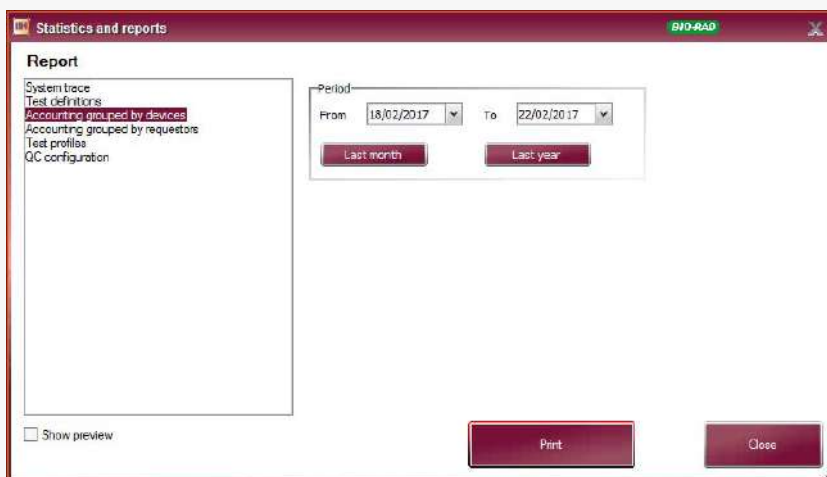 Statistics and reports
BIO-RAD
Report
System trace
Test definitions
Accounting grouped by devices
Accounting grouped by requestors
Test profiles
QC configuration
Period
From 18/02/2017 To 22/02/2017
Last month Last year
Show preview
Print Close